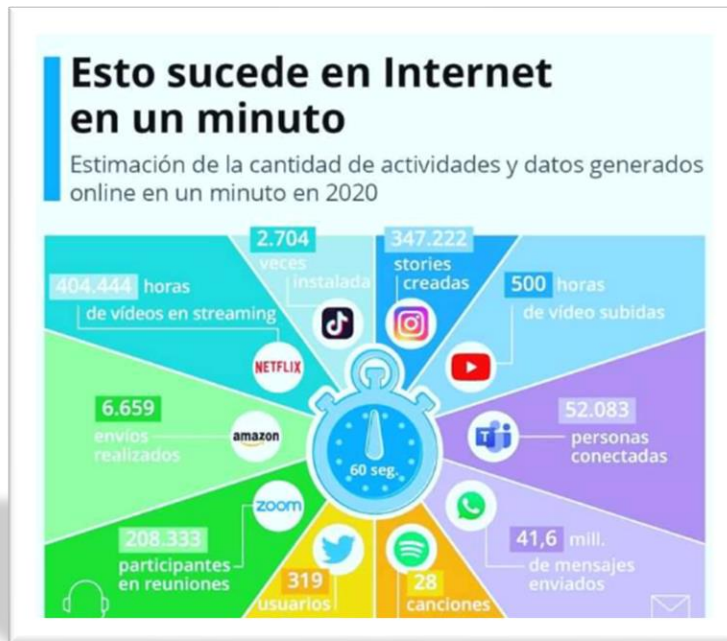 Esto sucede en Internet
en un minuto
Estimación de la cantidad de actividades y datos generados
online en un minuto en 2020
2.704
veces
instalada
347.222
stories
creadas
404.444 horas
de vídeos en streaming
NETFLIX
500 horas
de vídeo subidas
6.659
envíos
realizados
amazon
52.083
personas
conectadas
T
60 seg.
zoom
208.333
participantes
en reuniones
41,6 mill.
de mensajes
enviados
319
usuarios
28
canciones